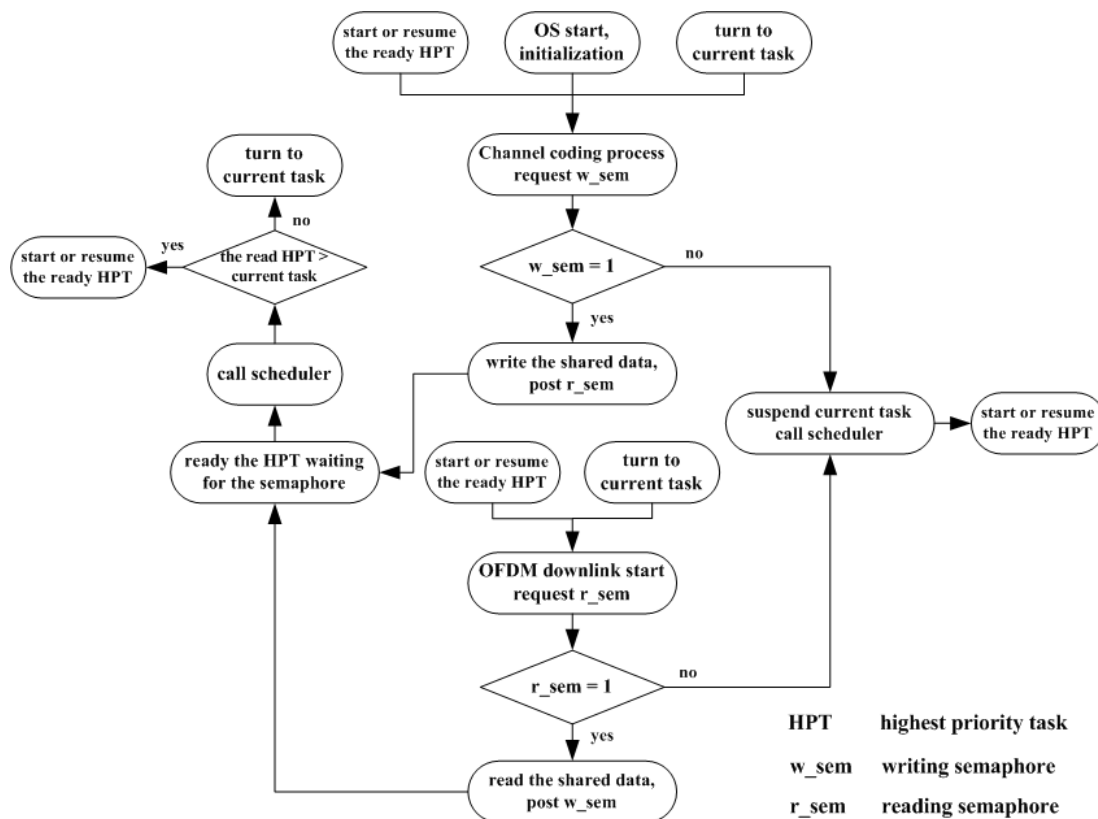 start or resume
the ready HPT
OS start,
initialization
turn to
current task
Channel coding process
request w_sem
turn to
current task
no
yes
start or resume
the ready HPT
the read HPT >
current task
w_sem = 1
no
yes
call scheduler
write the shared data,
post r_sem
suspend current task
call scheduler
start or resume
the ready HPT
ready the HPT waiting
for the semaphore
start or resume
the ready HPT
turn to
current task
OFDM downlink start
request r_sem
r_sem = 1
no
yes
read the shared data,
post w_sem
HPT highest priority task
w_sem writing semaphore
r_sem reading semaphore